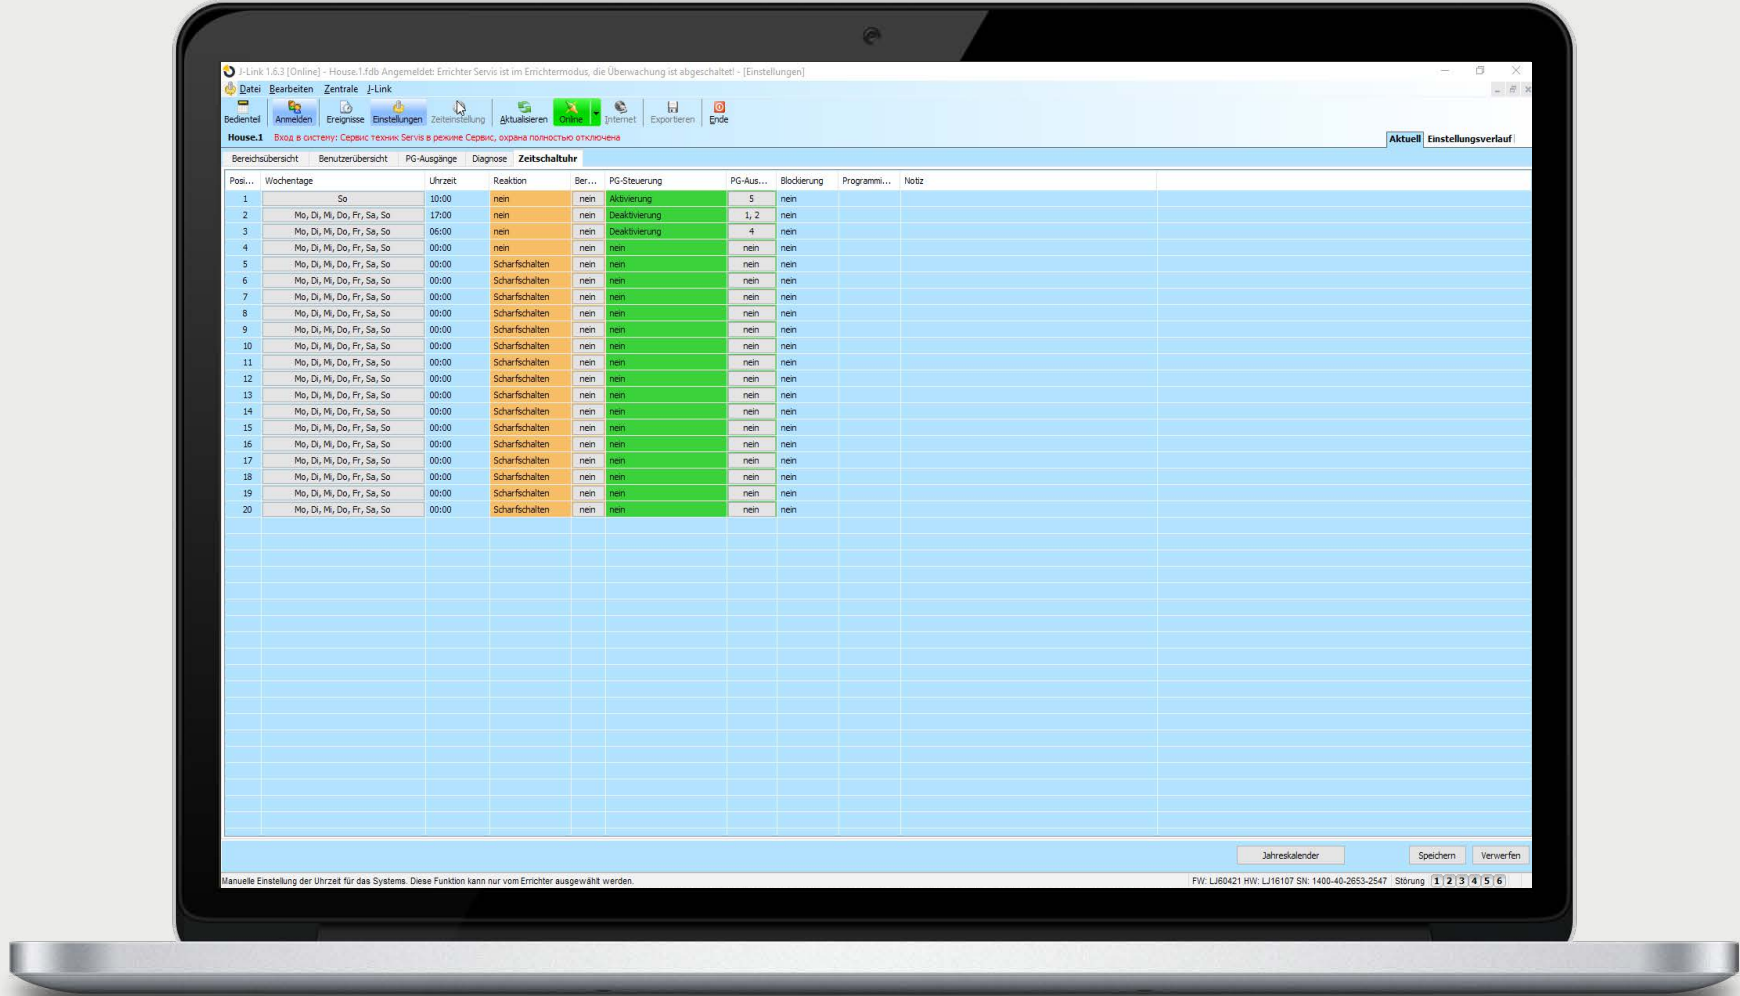 J-Link 1.6.3 [Online] - House.1.fdb Angemeldet: Errichter Servis ist im Errichtermodus, die Überwachung ist abgeschaltet! - [Einstellungen]
Datei Bearbeiten Zentrale J-Link
Bedienteil Anmelden Ereignisse Einstellungen Zeiteinstellung Aktualisieren Online Internet Exportieren Ende
House.1 Вход в систему: Сервис техник Servis в режиме Сервис, охрана полностью отключена Aktuell Einstellungsverlauf
Bereichsübersicht Benutzerübersicht PG-Ausgänge Diagnose Zeitschaltuhr
Posi... Wochentage Uhrzeit Reaktion Ber... PG-Steuerung PG-Aus... Blockierung Programmi... Notiz
1 So 10:00 nein nein Aktivierung 5 nein
2 Mo, Di, Mi, Do, Fr, Sa, So 17:00 nein nein Deaktivierung 1, 2 nein
3 Mo, Di, Mi, Do, Fr, Sa, So 06:00 nein nein Deaktivierung 4 nein
4 Mo, Di, Mi, Do, Fr, Sa, So 00:00 nein nein nein nein nein
5 Mo, Di, Mi, Do, Fr, Sa, So 00:00 Scharfschalten nein nein nein nein
6 Mo, Di, Mi, Do, Fr, Sa, So 00:00 Scharfschalten nein nein nein nein
7 Mo, Di, Mi, Do, Fr, Sa, So 00:00 Scharfschalten nein nein nein nein
8 Mo, Di, Mi, Do, Fr, Sa, So 00:00 Scharfschalten nein nein nein nein
9 Mo, Di, Mi, Do, Fr, Sa, So 00:00 Scharfschalten nein nein nein nein
10 Mo, Di, Mi, Do, Fr, Sa, So 00:00 Scharfschalten nein nein nein nein
11 Mo, Di, Mi, Do, Fr, Sa, So 00:00 Scharfschalten nein nein nein nein
12 Mo, Di, Mi, Do, Fr, Sa, So 00:00 Scharfschalten nein nein nein nein
13 Mo, Di, Mi, Do, Fr, Sa, So 00:00 Scharfschalten nein nein nein nein
14 Mo, Di, Mi, Do, Fr, Sa, So 00:00 Scharfschalten nein nein nein nein
15 Mo, Di, Mi, Do, Fr, Sa, So 00:00 Scharfschalten nein nein nein nein
16 Mo, Di, Mi, Do, Fr, Sa, So 00:00 Scharfschalten nein nein nein nein
17 Mo, Di, Mi, Do, Fr, Sa, So 00:00 Scharfschalten nein nein nein nein
18 Mo, Di, Mi, Do, Fr, Sa, So 00:00 Scharfschalten nein nein nein nein
19 Mo, Di, Mi, Do, Fr, Sa, So 00:00 Scharfschalten nein nein nein nein
20 Mo, Di, Mi, Do, Fr, Sa, So 00:00 Scharfschalten nein nein nein nein
Jahreskalender Speichern Verwerfen
Manuelle Einstellung der Uhrzeit für das Systems. Diese Funktion kann nur vom Errichter ausgewählt werden. FW: LJ60421 HW: LJ16107 SN: 1400-40-2653-2547 Störung 1 2 3 4 5 6